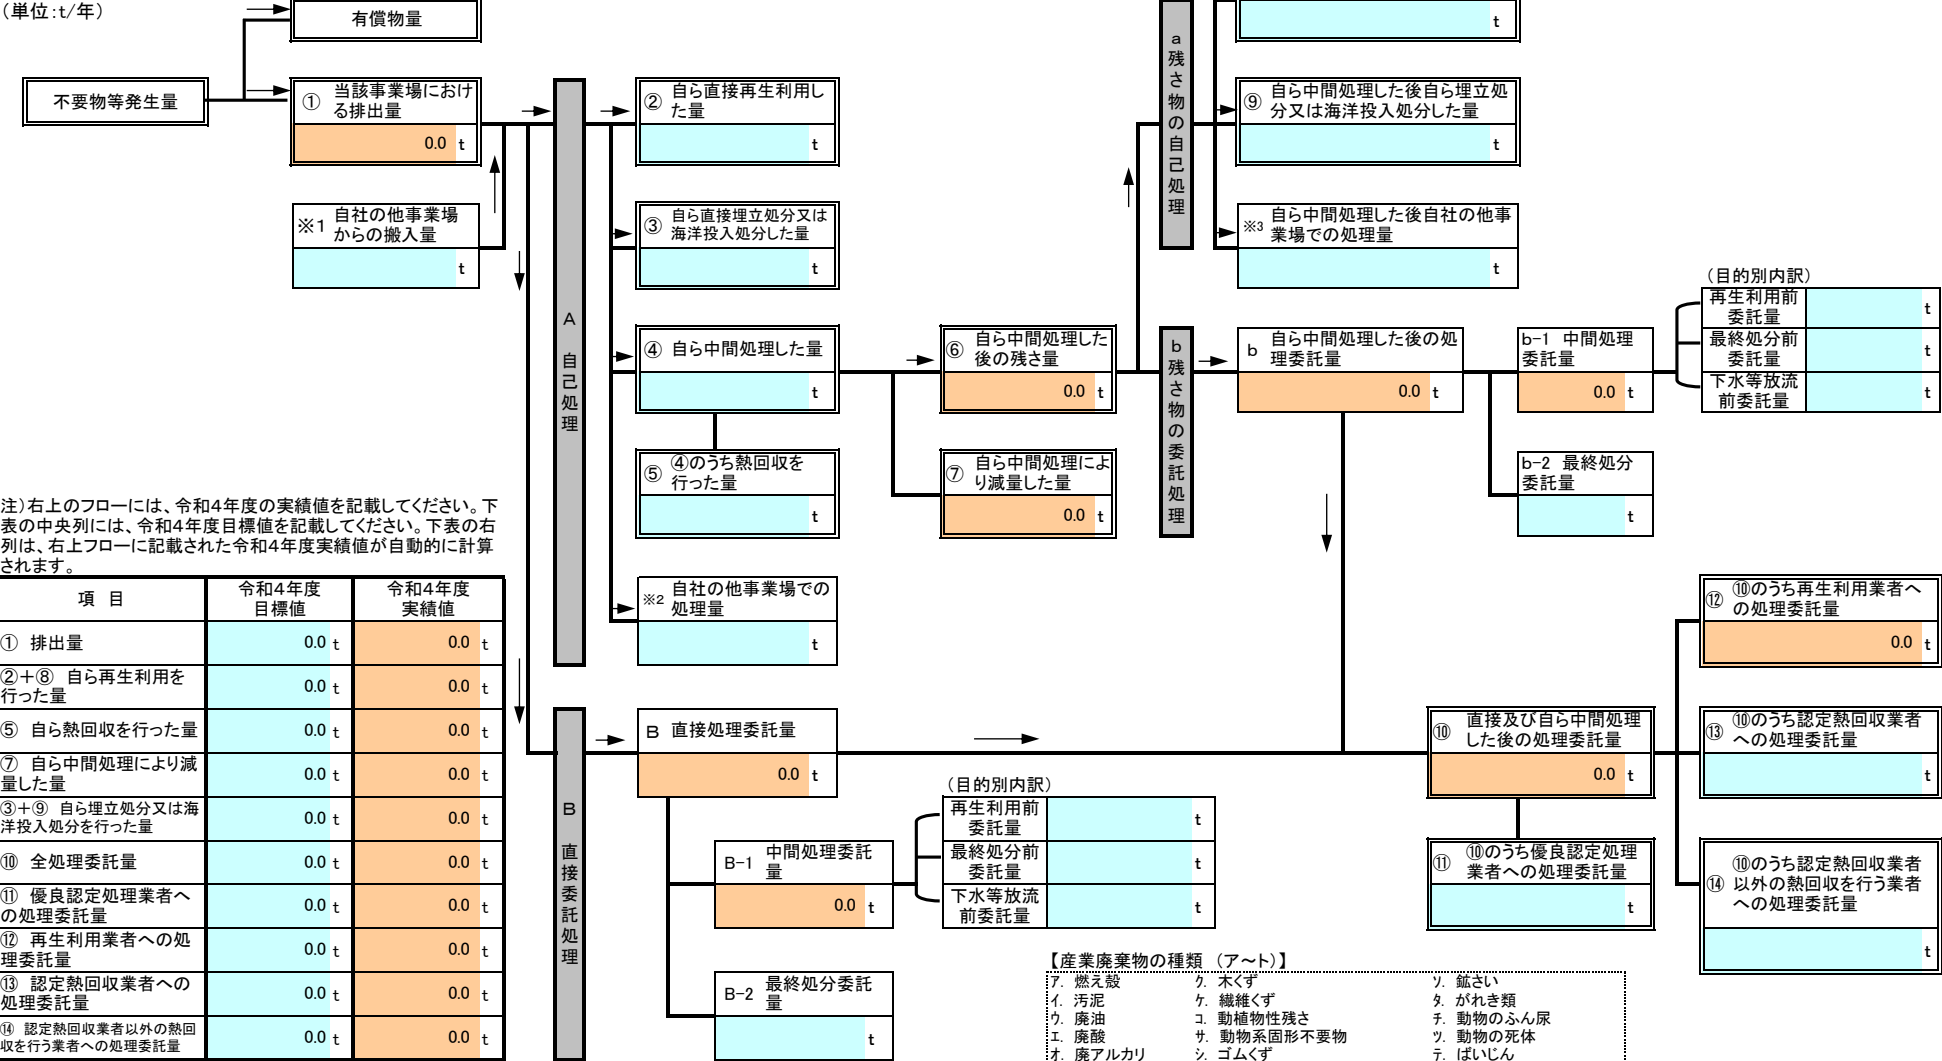 （単位:t/年）
有償物量
不要物等発生量
① 当該事業場におけ
る排出量
0.0 t
※1 自社の他事業場
からの搬入量
t
A 自己処理
② 自ら直接再生利用し
た量
t
③ 自ら直接埋立処分又は
海洋投入処分した量
t
④ 自ら中間処理した量
t
⑤ ④のうち熱回収を
行った量
t
※2 自社の他事業場での
処理量
t
⑥ 自ら中間処理した
後の残さ量
0.0 t
⑦ 自ら中間処理によ
り減量した量
0.0 t
a残さ物の自己処理
t
⑨ 自ら中間処理した後自ら埋立処
分又は海洋投入処分した量
t
※3 自ら中間処理した後自社の他事
業場での処理量
t
b残さ物の委託処理
b 自ら中間処理した後の処
理委託量
0.0 t
b-1 中間処理
委託量
0.0 t
b-2 最終処分
委託量
t
（目的別内訳）
再生利用前
委託量
t
最終処分前
委託量
t
下水等放流
前委託量
t
注）右上のフローには、令和4年度の実績値を記載してください。下
表の中央列には、令和4年度目標値を記載してください。下表の右
列は、右上フローに記載された令和4年度実績値が自動的に計算
されます。
項 目
令和4年度
目標値
令和4年度
実績値
① 排出量
0.0 t
0.0 t
②＋⑧ 自ら再生利用を
行った量
0.0 t
0.0 t
⑤ 自ら熱回収を行った量
0.0 t
0.0 t
⑦ 自ら中間処理により減
量した量
0.0 t
0.0 t
③＋⑨ 自ら埋立処分又は海
洋投入処分を行った量
0.0 t
0.0 t
⑩ 全処理委託量
0.0 t
0.0 t
⑪ 優良認定処理業者へ
の処理委託量
0.0 t
0.0 t
⑫ 再生利用業者への処
理委託量
0.0 t
0.0 t
⑬ 認定熱回収業者への
処理委託量
0.0 t
0.0 t
⑭ 認定熱回収業者以外の熱回
収を行う業者への処理委託量
0.0 t
0.0 t
B 直接委託処理
B 直接処理委託量
0.0 t
B-1 中間処理委託
量
0.0 t
B-2 最終処分委託
量
t
（目的別内訳）
再生利用前
委託量
t
最終処分前
委託量
t
下水等放流
前委託量
t
⑩ 直接及び自ら中間処理
した後の処理委託量
0.0 t
⑪ ⑩のうち優良認定処理
業者への処理委託量
t
⑫ ⑩のうち再生利用業者へ
の処理委託量
0.0 t
⑬ ⑩のうち認定熱回収業者
への処理委託量
t
⑭ ⑩のうち認定熱回収業者
以外の熱回収を行う業者
への処理委託量
t
【産業廃棄物の種類 （ア～ト）】
ア. 燃え殻 ク. 木くず ソ. 鉱さい
イ. 汚泥 ケ. 繊維くず タ. がれき類
ウ. 廃油 コ. 動植物性残さ チ. 動物のふん尿
エ. 廃酸 サ. 動物系固形不要物 ツ. 動物の死体
オ. 廃アルカリ シ. ゴムくず テ. ばいじん